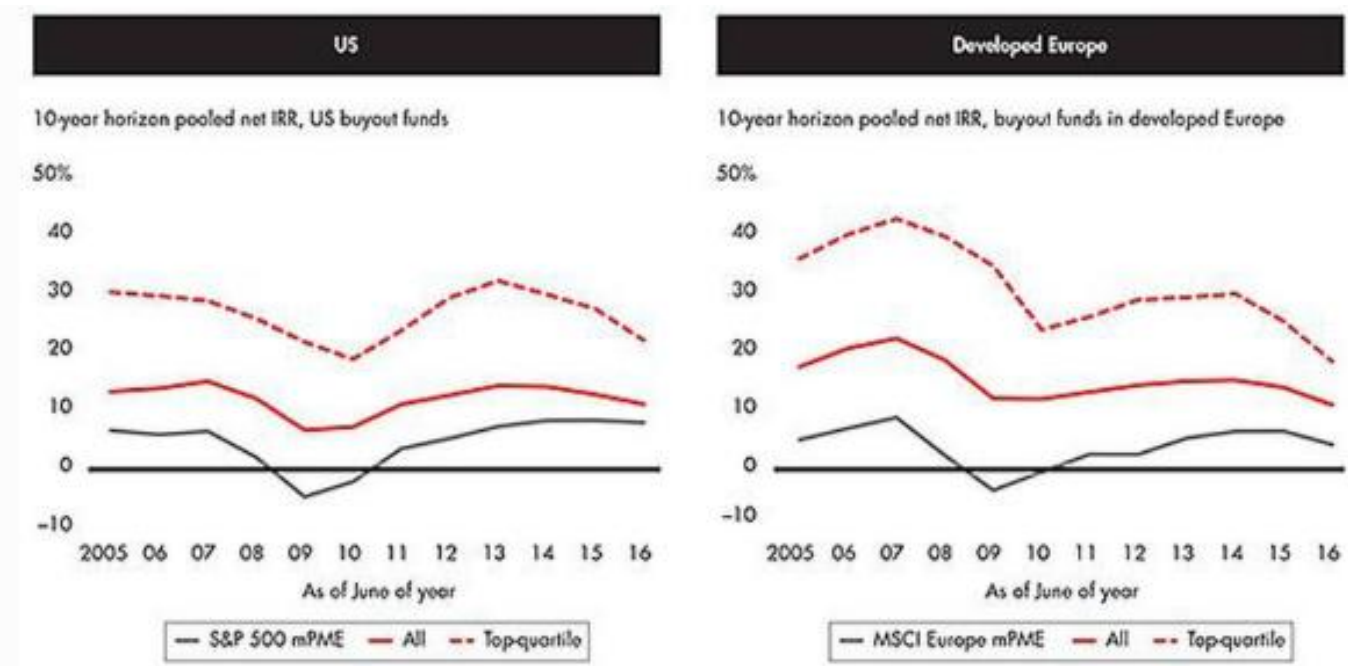 US
10-year horizon pooled net IRR, US buyout funds
50%
40
30
20
10
0
–10
2005 06 07 08 09 10 11 12 13 14 15 16
As of June of year
S&P 500 mPME All Top-quartile
Developed Europe
10-year horizon pooled net IRR, buyout funds in developed Europe
50%
40
30
20
10
0
–10
2005 06 07 08 09 10 11 12 13 14 15 16
As of June of year
MSCI Europe mPME All Top-quartile